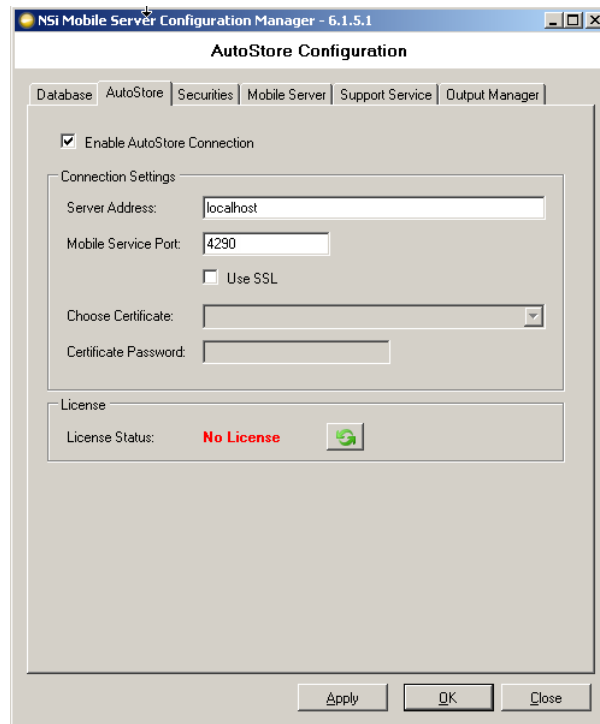 NSi Mobile Server Configuration Manager - 6.1.5.1
AutoStore Configuration
Database AutoStore Securities Mobile Server Support Service Output Manager
Enable AutoStore Connection
Connection Settings
Server Address: localhost
Mobile Service Port: 4290
Use SSL
Choose Certificate:
Certificate Password:
License
License Status: No License
Apply OK Close